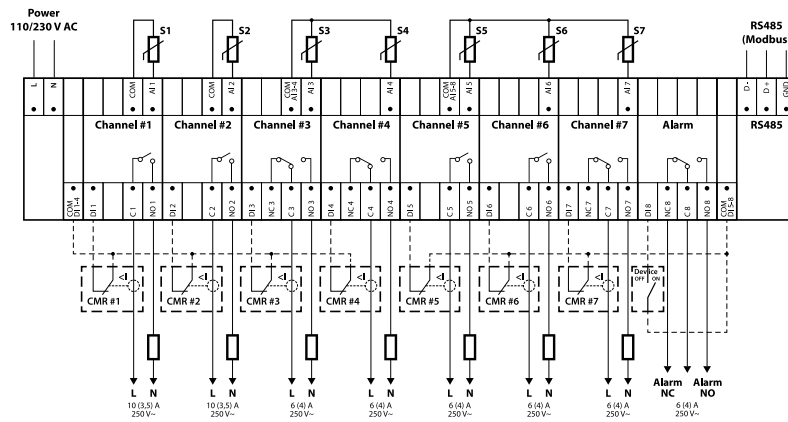 Power
110/230 V AC
S1
S2
S3
S4
S5
S6
S7
RS485
(Modbus
L
N
COM
AI 1
COM
AI 2
COM
AI 3-4
AI 3
AI 4
COM
AI 5-8
AI 5
AI 6
AI 7
D -
D +
GND
Channel #1
Channel #2
Channel #3
Channel #4
Channel #5
Channel #6
Channel #7
Alarm
RS485
COM
DI 1-4
DI 1
C 1
NO 1
DI 2
C 2
NO 2
DI 3
NC 3
C 3
NO 3
DI 4
NC 4
C 4
NO 4
DI 5
C 5
NO 5
DI 6
C 6
NO 6
DI 7
NC 7
C 7
NO 7
DI 8
NC 8
C 8
NO 8
COM
DI 5-8
<I
<I
<I
<I
<I
<I
<I
Device
OFF ON
CMR #1
CMR #2
CMR #3
CMR #4
CMR #5
CMR #6
CMR #7
L N
L N
L N
L N
L N
L N
L N
Alarm
NC
Alarm
NO
10 (3,5) A
250 V~
10 (3,5) A
250 V~
6 (4) A
250 V~
6 (4) A
250 V~
6 (4) A
250 V~
6 (4) A
250 V~
6 (4) A
250 V~
6 (4) A
250 V~